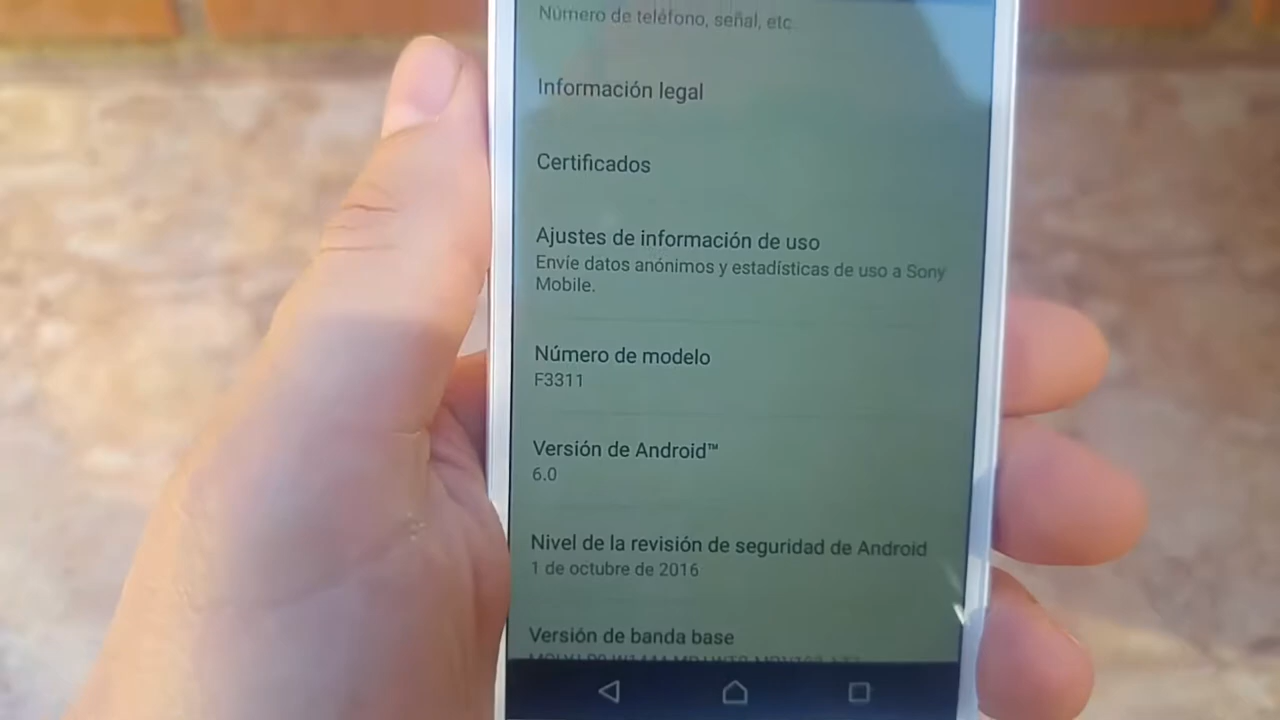 Número de teléfono, señal, etc.
Información legal
Certificados
Ajustes de información de uso
Envíe datos anónimos y estadísticas de uso a Sony
Mobile.
Número de modelo
F3311
Versión de Android™
6.0
Nivel de la revisión de seguridad de Android
1 de octubre de 2016
Versión de banda base